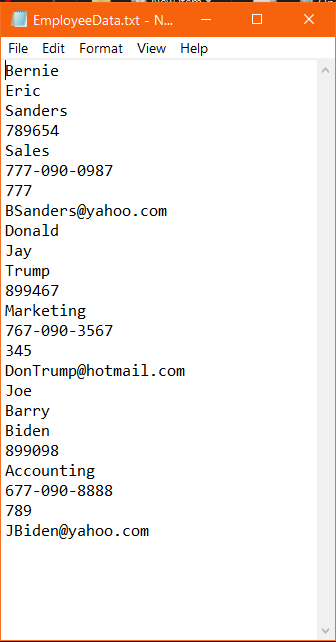 EmployeeData.txt - N...
File Edit Format View Help
Bernie
Eric
Sanders
789654
Sales
777-090-0987
777
BSanders@yahoo.com
Donald
Jay
Trump
899467
Marketing
767-090-3567
345
DonTrump@hotmail.com
Joe
Barry
Biden
899098
Accounting
677-090-8888
789
JBiden@yahoo.com